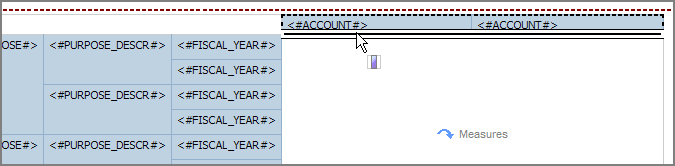 <#ACCOUNT#> <#ACCOUNT#>
OSE#> <#PURPOSE_DESCR#> <#FISCAL_YEAR#>
<#FISCAL_YEAR#>
<#PURPOSE_DESCR#> <#FISCAL_YEAR#>
<#FISCAL_YEAR#>
Measures
OSE#> <#PURPOSE_DESCR#> <#FISCAL_YEAR#>